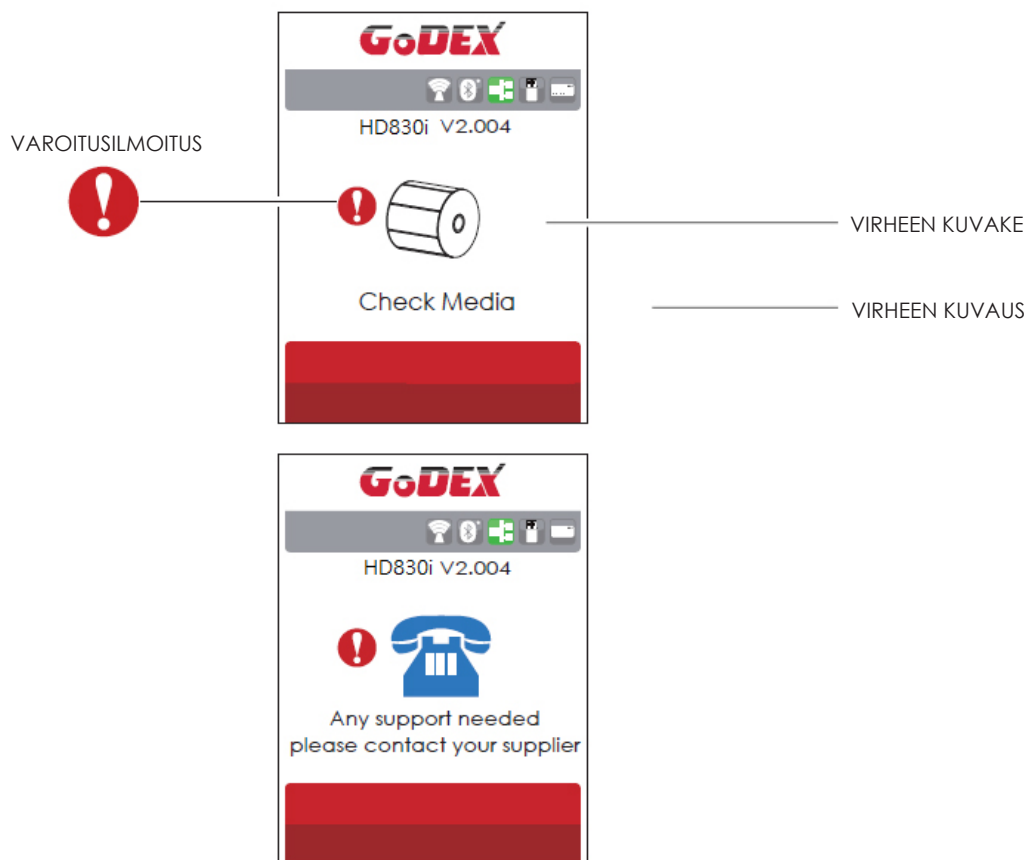 GoDEX
HD830i V2.004
VAROITUSILMOITUS
VIRHEEN KUVAKE
Check Media
VIRHEEN KUVAUS
GoDEX
HD830i V2.004
Any support needed
please contact your supplier